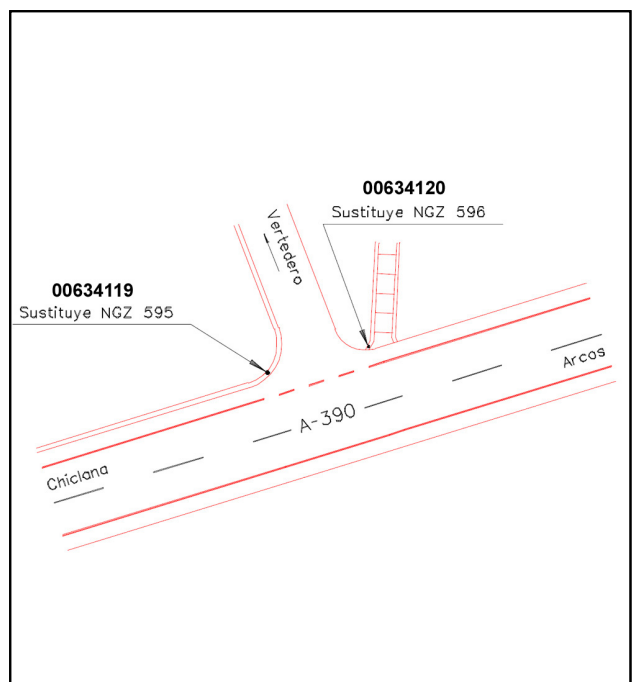 00634120
Sustituye NGZ 596
Vertedero
00634119
Sustituye NGZ 595
Arcos
A-390
Chiclana